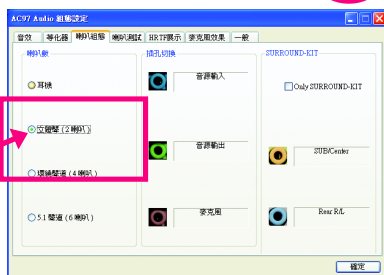 AC97 Audio 組態設定
音效 等化器 喇叭組態 喇叭測試 HRTF展示 麥克風效果 一般
喇叭數
耳機
立體聲 (2 喇叭)
環繞聲道 (4 喇叭)
5.1 聲道 (6 喇叭)
插孔切換
音源輸入
音源輸出
麥克風
SURROUND-KIT
Only SURROUND-KIT
SUB/Center
Rear R/L
確定